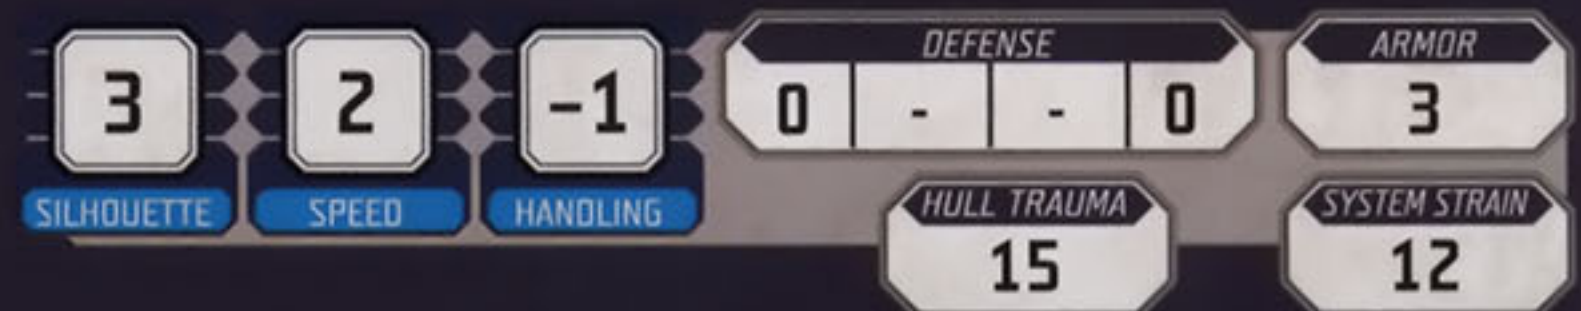 3 2 -1
SILHOUETTE SPEED HANDLING
DEFENSE
0 - - 0
ARMOR
3
HULL TRAUMA
15
SYSTEM STRAIN
12